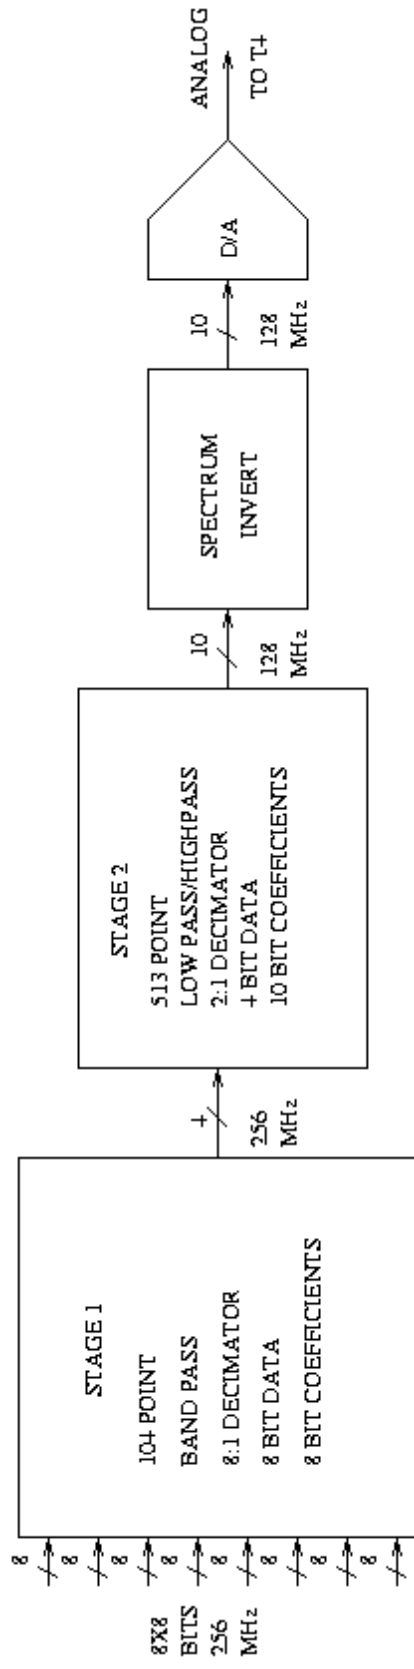 8X8
BITS
256
MHz
8
8
8
8
8
8
8
8
STAGE 1
104 POINT
BAND PASS
8:1 DECIMATOR
8 BIT DATA
8 BIT COEFFICIENTS
4
256
MHz
STAGE 2
513 POINT
LOW PASS/HIGHPASS
2:1 DECIMATOR
4 BIT DATA
10 BIT COEFFICIENTS
10
128
MHz
SPECTRUM
INVERT
10
128
MHz
D/A
ANALOG
TO T4